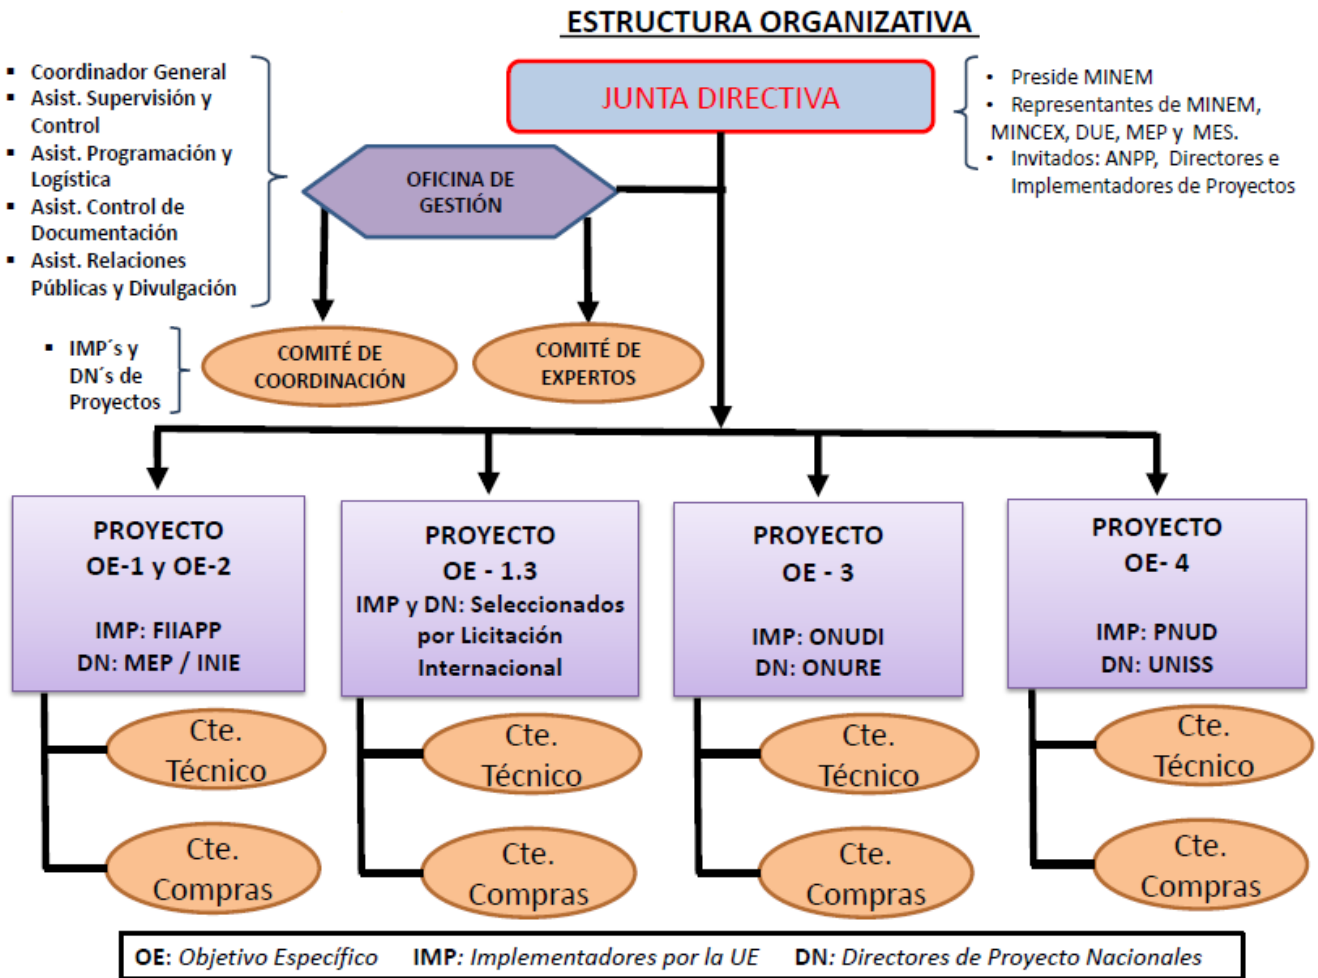 ESTRUCTURA ORGANIZATIVA
▪ Coordinador General
▪ Asist. Supervisión y
Control
▪ Asist. Programación y
Logística
▪ Asist. Control de
Documentación
▪ Asist. Relaciones
Públicas y Divulgación
JUNTA DIRECTIVA
• Preside MINEM
• Representantes de MINEM,
MINCEX, DUE, MEP y MES.
• Invitados: ANPP, Directores e
Implementadores de Proyectos
OFICINA DE
GESTIÓN
▪ IMP´s y
DN´s de
Proyectos
COMITÉ DE
COORDINACIÓN
COMITÉ DE
EXPERTOS
PROYECTO
OE-1 y OE-2
IMP: FIIAPP
DN: MEP / INIE
PROYECTO
OE - 1.3
IMP y DN: Seleccionados
por Licitación
Internacional
PROYECTO
OE - 3
IMP: ONUDI
DN: ONURE
PROYECTO
OE- 4
IMP: PNUD
DN: UNISS
Cte.
Técnico
Cte.
Técnico
Cte.
Técnico
Cte.
Técnico
Cte.
Compras
Cte.
Compras
Cte.
Compras
Cte.
Compras
OE: Objetivo Específico IMP: Implementadores por la UE DN: Directores de Proyecto Nacionales